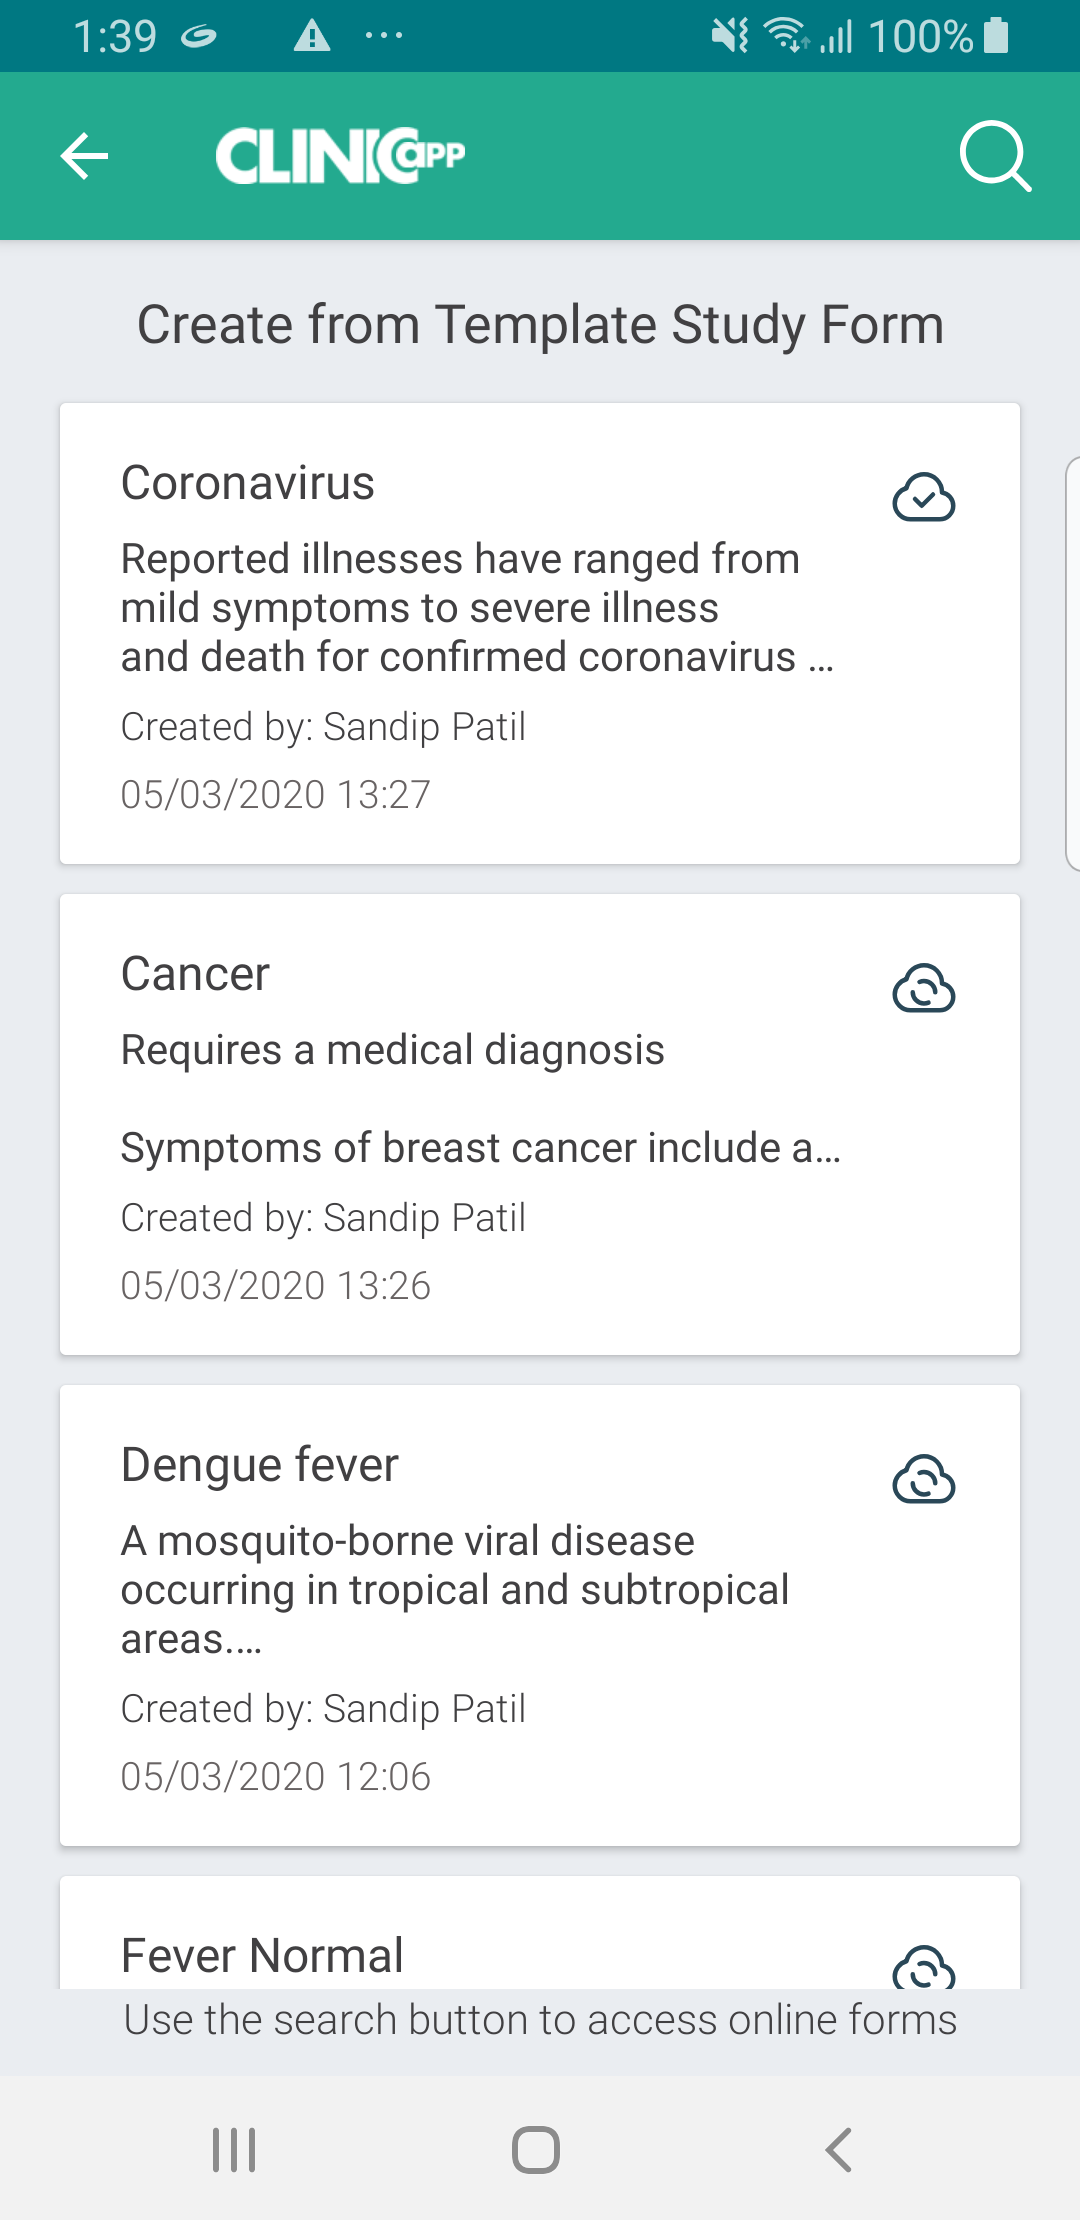 1:39
100%
CLINICapp
Create from Template Study Form
Coronavirus
Reported illnesses have ranged from
mild symptoms to severe illness
and death for confirmed coronavirus ...
Created by: Sandip Patil
05/03/2020 13:27
Cancer
Requires a medical diagnosis
Symptoms of breast cancer include a...
Created by: Sandip Patil
05/03/2020 13:26
Dengue fever
A mosquito-borne viral disease
occurring in tropical and subtropical
areas....
Created by: Sandip Patil
05/03/2020 12:06
Fever Normal
Use the search button to access online forms